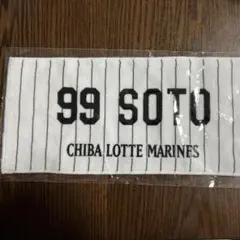 99 SOTO
CHIBA LOTTE MARINES